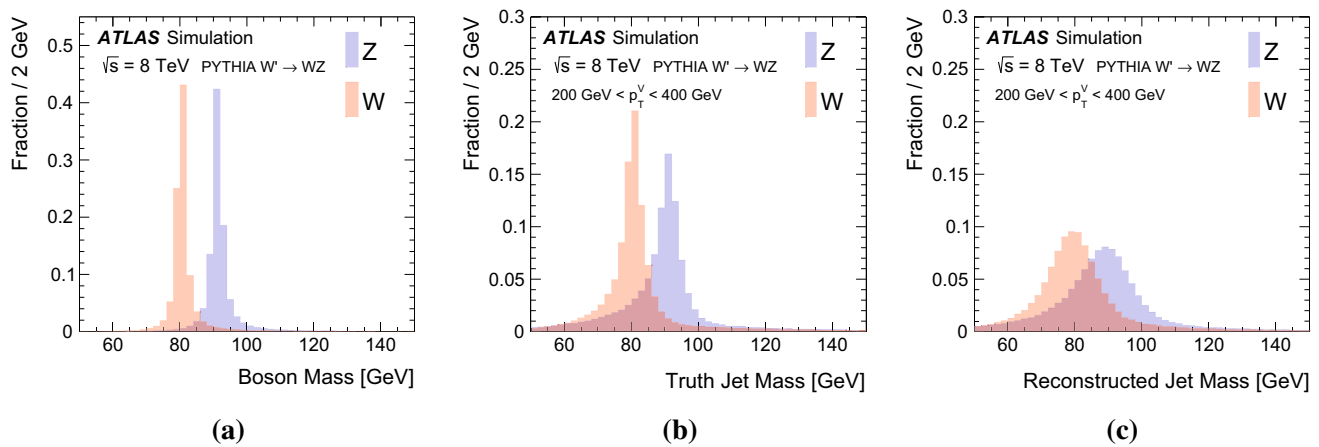 Fraction / 2 GeV
0.5
0.4
0.3
0.2
0.1
0
ATLAS Simulation
√s = 8 TeV PYTHIA W' → WZ
Z
W
60 80 100 120 140
Boson Mass [GeV]
(a)
Fraction / 2 GeV
0.3
0.25
0.2
0.15
0.1
0.05
0
ATLAS Simulation
√s = 8 TeV PYTHIA W' → WZ
200 GeV < p_T^V < 400 GeV
Z
W
60 80 100 120 140
Truth Jet Mass [GeV]
(b)
Fraction / 2 GeV
0.3
0.25
0.2
0.15
0.1
0.05
0
ATLAS Simulation
√s = 8 TeV PYTHIA W' → WZ
200 GeV < p_T^V < 400 GeV
Z
W
60 80 100 120 140
Reconstructed Jet Mass [GeV]
(c)